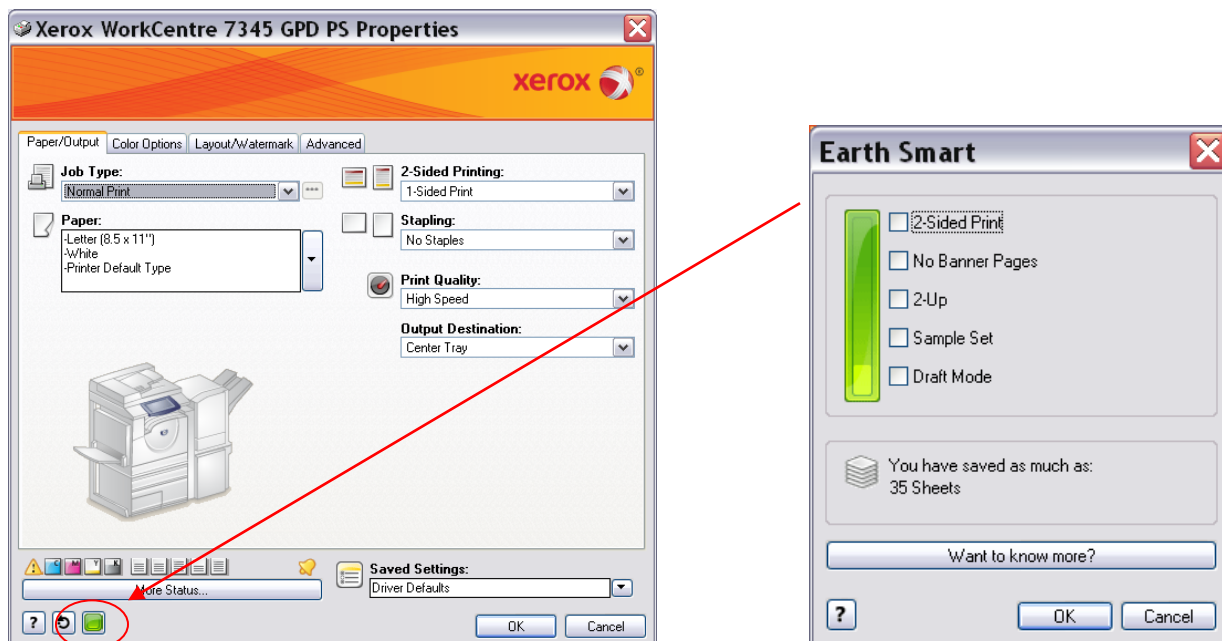 Xerox WorkCentre 7345 GPD PS Properties
xerox ®
Paper/Output Color Options Layout/Watermark Advanced
Job Type:
Normal Print
Paper:
-Letter (8.5 x 11")
-White
-Printer Default Type
2-Sided Printing:
1-Sided Print
Stapling:
No Staples
Print Quality:
High Speed
Output Destination:
Center Tray
C M Y K
More Status...
Saved Settings:
Driver Defaults
?
OK Cancel
Earth Smart
2-Sided Print
No Banner Pages
2-Up
Sample Set
Draft Mode
You have saved as much as:
35 Sheets
Want to know more?
?
OK Cancel